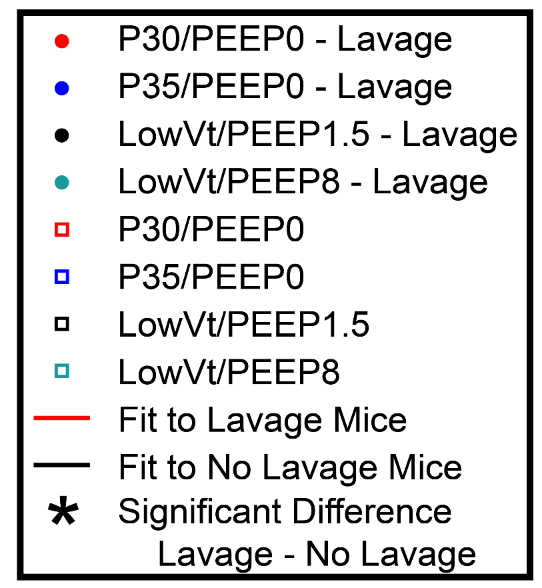 P30/PEEP0 - Lavage
P35/PEEP0 - Lavage
LowVt/PEEP1.5 - Lavage
LowVt/PEEP8 - Lavage
P30/PEEP0
P35/PEEP0
LowVt/PEEP1.5
LowVt/PEEP8
Fit to Lavage Mice
Fit to No Lavage Mice
* Significant Difference
Lavage - No Lavage